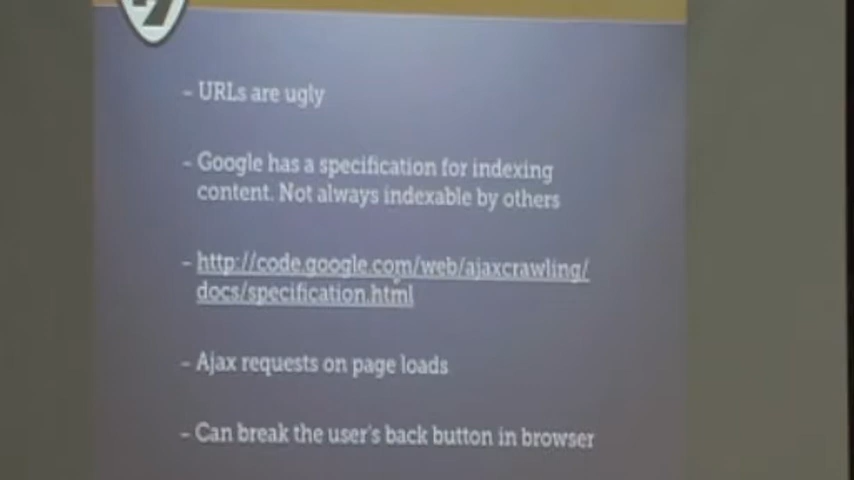 - URLs are ugly
- Google has a specification for indexing
content. Not always indexable by others
- http://code.google.com/web/ajaxcrawling/
docs/specification.html
- Ajax requests on page loads
- Can break the user's back button in browser